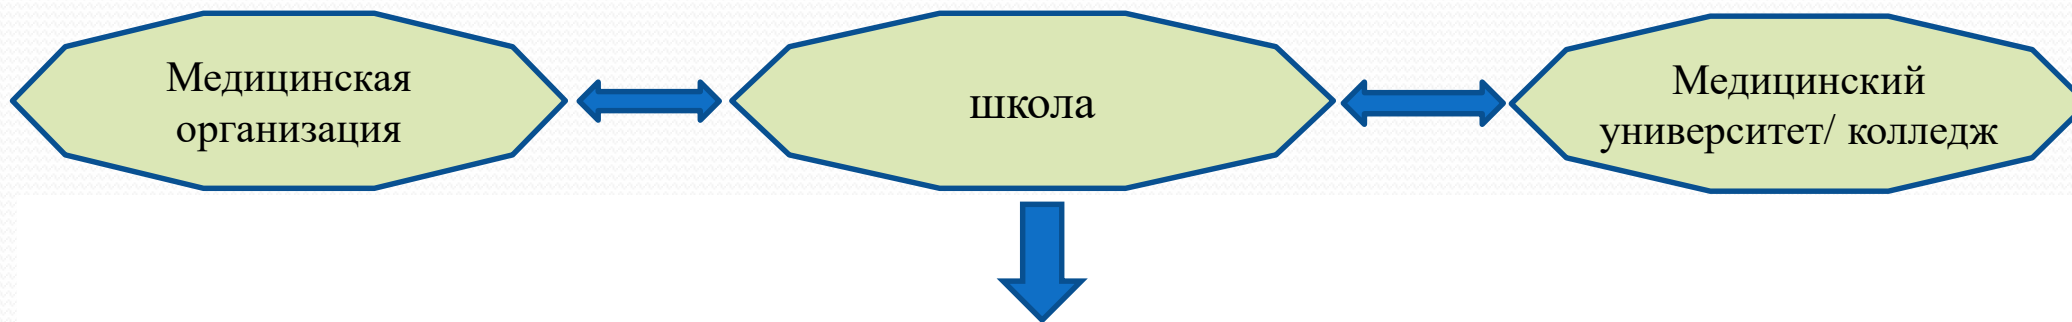 Медицинская
организация
школа
Медицинский
университет/ колледж